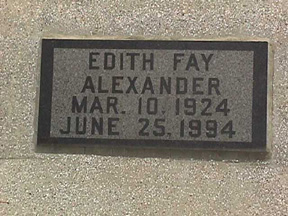 EDITH FAY
ALEXANDER
MAR. 10. 1924
JUNE 25. 1994